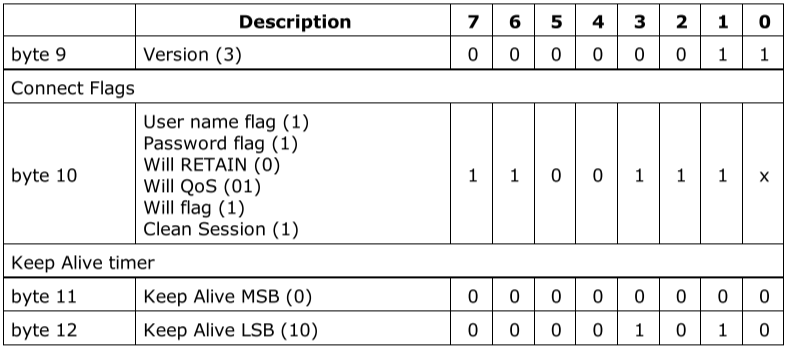 Description 7 6 5 4 3 2 1 0
byte 9 Version (3) 0 0 0 0 0 0 1 1
Connect Flags
byte 10 User name flag (1)
Password flag (1)
Will RETAIN (0)
Will QoS (01)
Will flag (1)
Clean Session (1)
1 1 0 0 1 1 1 x
Keep Alive timer
byte 11 Keep Alive MSB (0) 0 0 0 0 0 0 0 0
byte 12 Keep Alive LSB (10) 0 0 0 0 1 0 1 0